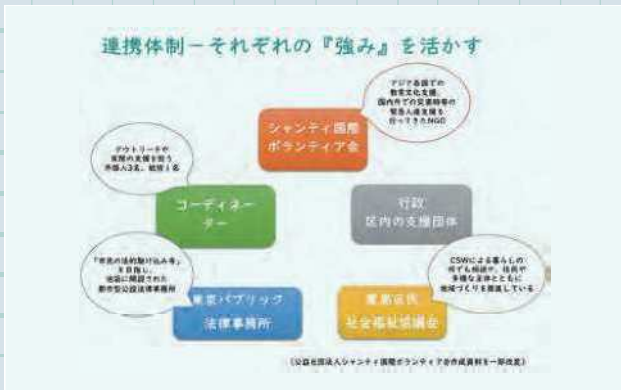 連携体制－それぞれの『強み』を活かす
アジア各国での
教育文化支援、
国内外での災害時等の
緊急人道支援を
行ってきたNGO
シャンティ国際
ボランティア会
アウトリーチや
実際の支援を担う
外部人3名、総括1名
コーディネー
ター
行政
区内の支援団体
「市民の法的駆け込み寺」
を目指し、
池袋に開設された
都市型公設法律事務所
CSWによる暮らしの
何でも相談や、住民や
多様な主体とともに
地域づくりを推進している
東京パブリック
法律事務所
豊島区民
社会福祉協議会
（公益社団法人シャンティ国際ボランティア会作成資料を一部改変）